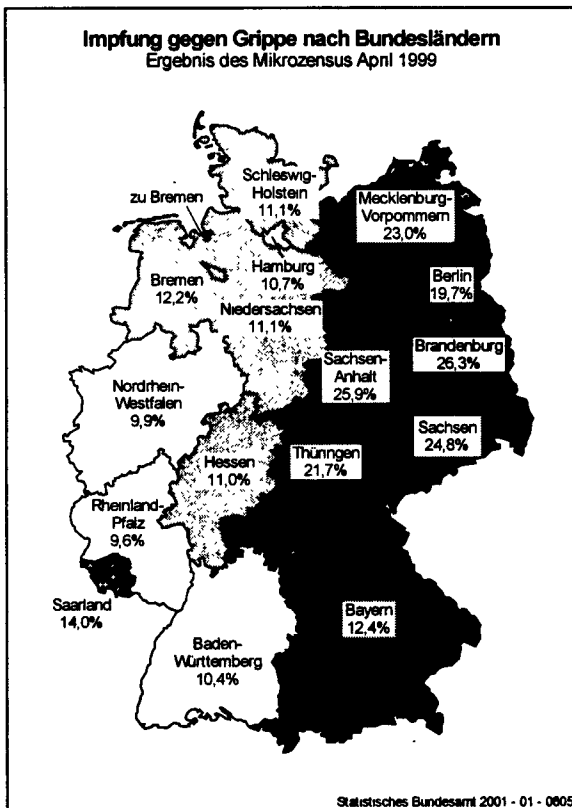 Impfung gegen Grippe nach Bundesländern
Ergebnis des Mikrozensus April 1999
Schleswig-
Holstein
11,1%
zu Bremen
Mecklenburg-
Vorpommern
23,0%
Hamburg
10,7%
Bremen
12,2%
Berlin
19,7%
Niedersachsen
11,1%
Brandenburg
26,3%
Sachsen-
Anhalt
25,9%
Nordrhein-
Westfalen
9,9%
Sachsen
24,8%
Hessen
11,0%
Thüringen
21,7%
Rheinland-
Pfalz
9,6%
Saarland
14,0%
Bayern
12,4%
Baden-
Württemberg
10,4%
Statistisches Bundesamt 2001 - 01 - 0605